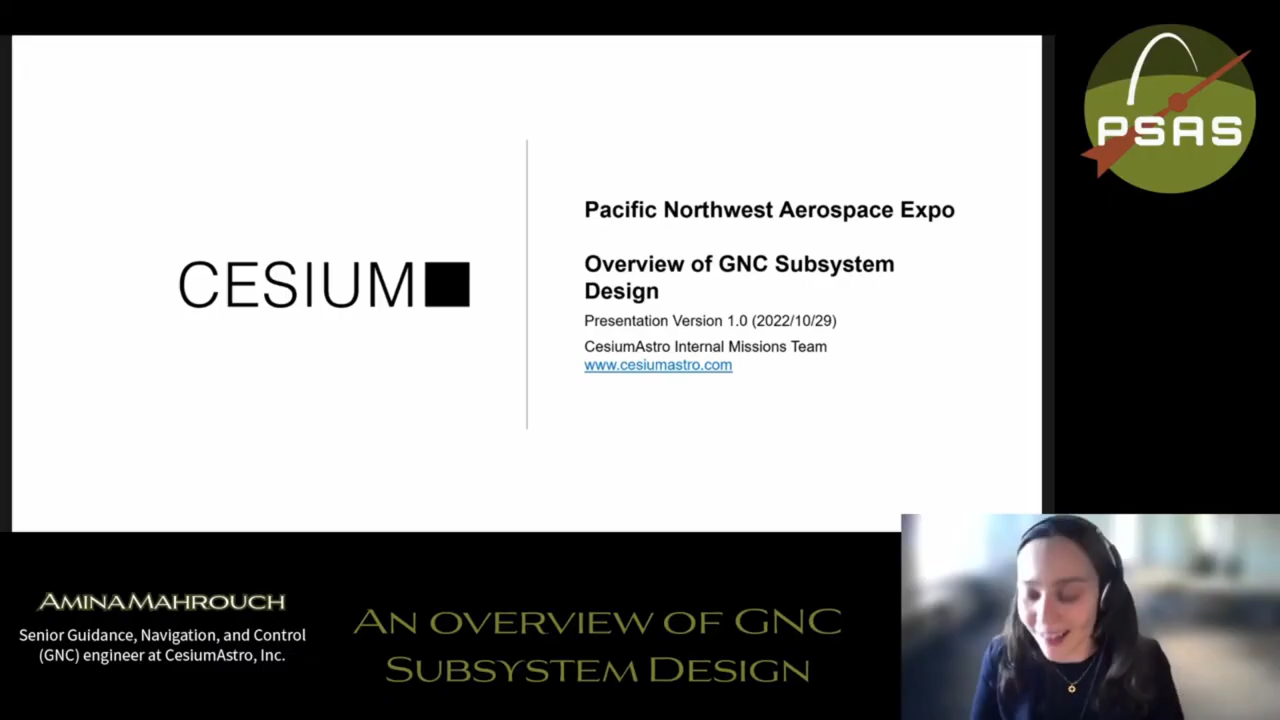 PSAS
CESIUM
Pacific Northwest Aerospace Expo
Overview of GNC Subsystem
Design
Presentation Version 1.0 (2022/10/29)
CesiumAstro Internal Missions Team
www.cesiumastro.com
AMINA MAHROUCH
Senior Guidance, Navigation, and Control
(GNC) engineer at CesiumAstro, Inc.
AN OVERVIEW OF GNC
SUBSYSTEM DESIGN